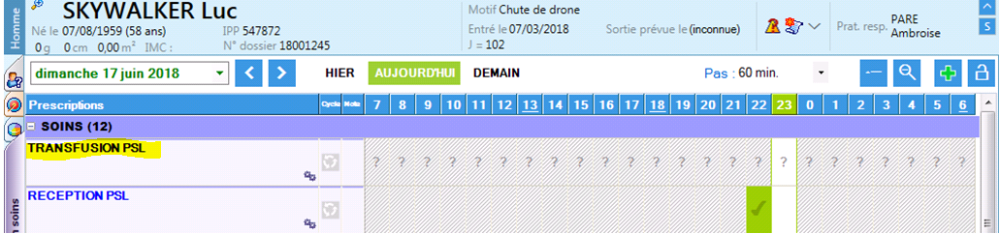 Homme
SKYWALKER Luc
Né le 07/08/1959 (58 ans) IPP 547872
0 g 0 cm 0,00 m² IMC : N° dossier 18001245
Motif Chute de drone
Entré le 07/03/2018 Sortie prévue le (inconnue)
J = 102
Prat. resp. PARE
Ambroise
S
dimanche 17 juin 2018 HIER AUJOURD'HUI DEMAIN Pas : 60 min.
Prescriptions Cycle Note 7 8 9 10 11 12 13 14 15 16 17 18 19 20 21 22 23 0 1 2 3 4 5 6
SOINS (12)
TRANSFUSION PSL ? ? ? ? ? ? ? ? ? ? ? ? ? ? ? ? ? ? ? ? ? ? ? ?
RECEPTION PSL
soins